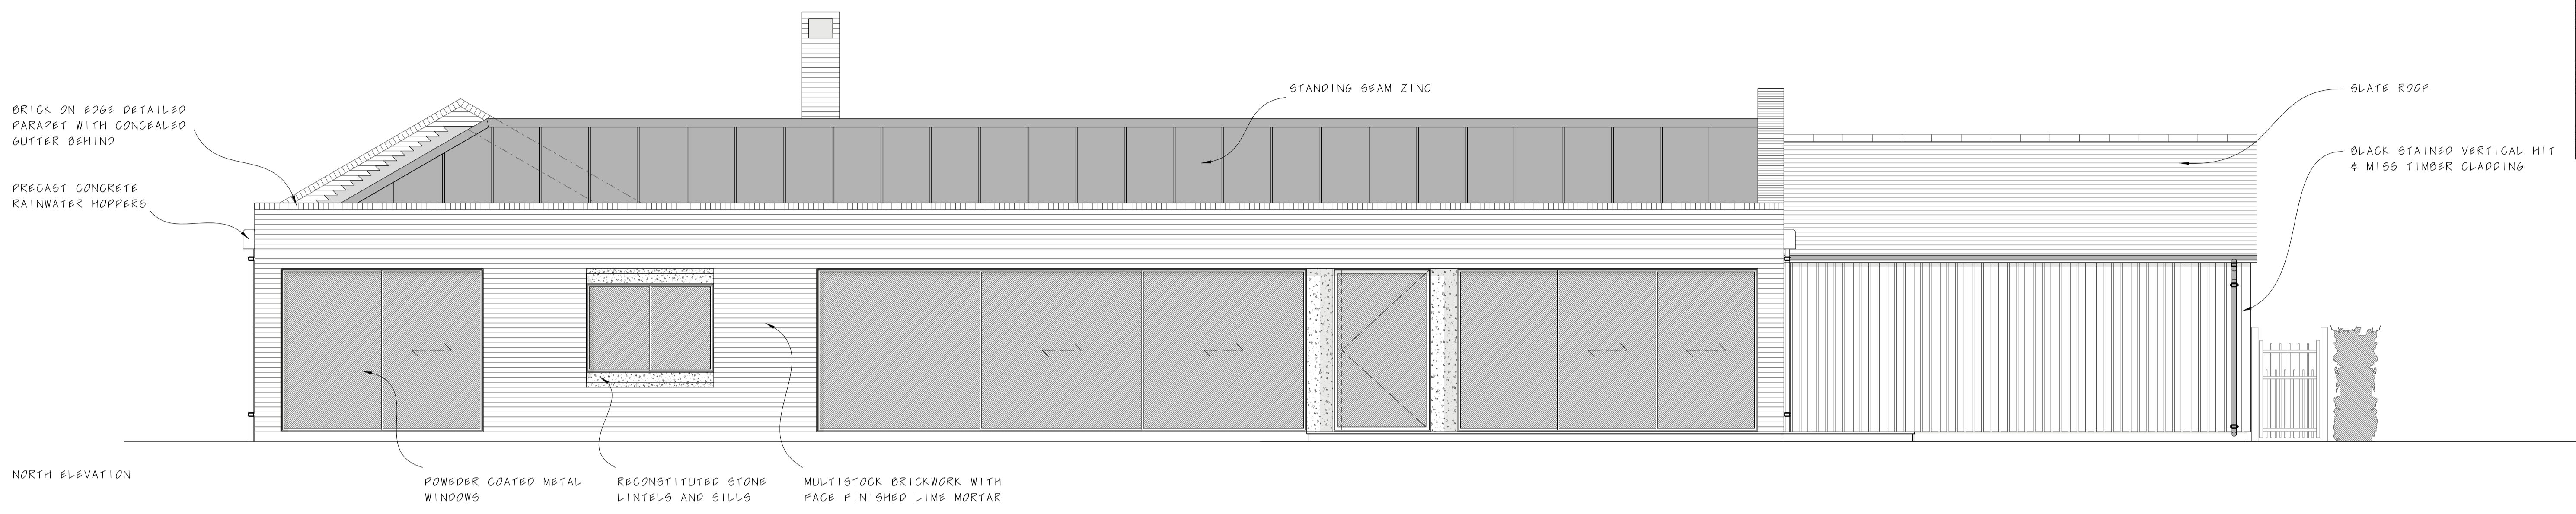 BRICK ON EDGE DETAILED
PARAPET WITH CONCEALED
GUTTER BEHIND
PRECAST CONCRETE
RAINWATER HOPPERS
STANDING SEAM ZINC
SLATE ROOF
BLACK STAINED VERTICAL HIT
& MISS TIMBER CLADDING
NORTH ELEVATION
POWEDER COATED METAL
WINDOWS
RECONSTITUTED STONE
LINTELS AND SILLS
MULTISTOCK BRICKWORK WITH
FACE FINISHED LIME MORTAR